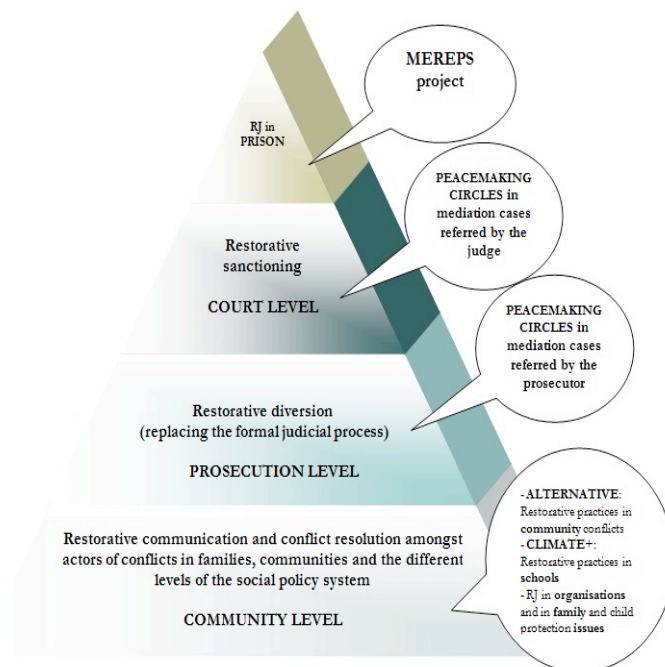 MEREPS
project
RJ in
PRISON
PEACEMAKING
CIRCLES in
mediation cases
referred by the
judge
Restorative
sanctioning
COURT LEVEL
PEACEMAKING
CIRCLES in
mediation cases
referred by the
prosecutor
Restorative diversion
(replacing the formal judicial process)
PROSECUTION LEVEL
- ALTERNATIVE:
Restorative practices in
community conflicts
- CLIMATE+:
Restorative practices in
schools
- RJ in organisations
and in family and child
protection issues
Restorative communication and conflict resolution amongst
actors of conflicts in families, communities and the different
levels of the social policy system
COMMUNITY LEVEL